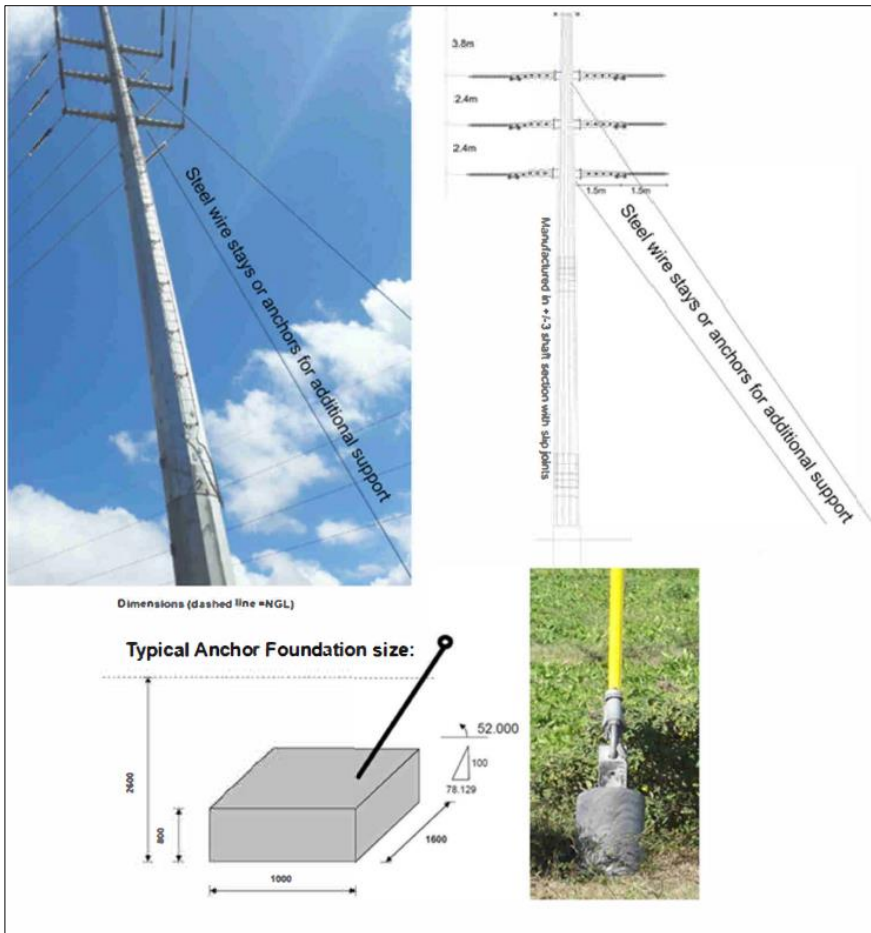 Steel wire stays or anchors for additional support
3.8m
2.4m
2.4m
1.5m 1.5m
Manufactured in +/-3 shaft section with slip joints
Steel wire stays or anchors for additional support
Dimensions (dashed line =NGL)
Typical Anchor Foundation size:
52.000
100
78.129
2600
800
1600
1000